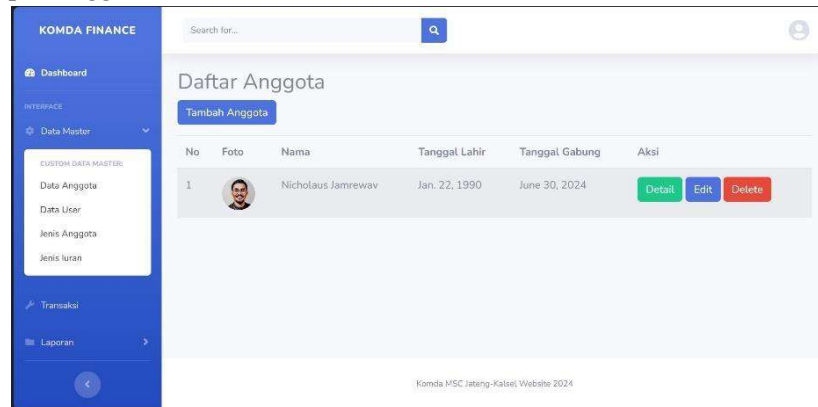 KOMDA FINANCE
Search for...
Dashboard
INTERFACE
Data Master
CUSTOM DATA MASTER:
Data Anggota
Data User
Jenis Anggota
Jenis Iuran
Transaksi
Laporan
Daftar Anggota
Tambah Anggota
No Foto Nama Tanggal Lahir Tanggal Gabung Aksi
1 Nicholaus Jamrewav Jan. 22, 1990 June 30, 2024 Detail Edit Delete
Komda MSC Jateng-Kalsel Website 2024